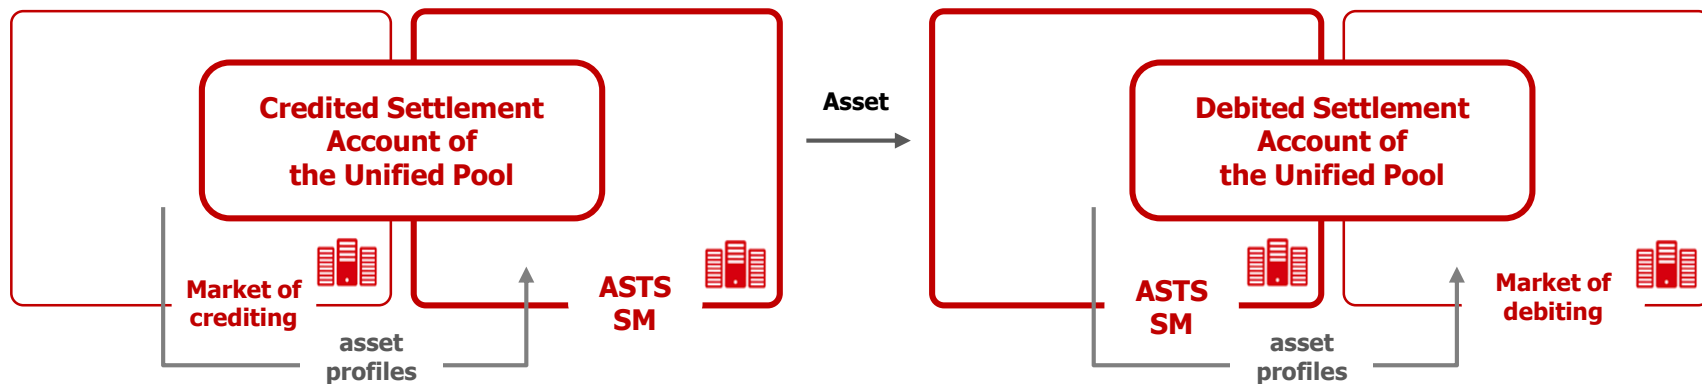 Credited Settlement
Account of
the Unified Pool
Market of
crediting
ASTS
SM
asset
profiles
Asset
Debited Settlement
Account of
the Unified Pool
ASTS
SM
Market of
debiting
asset
profiles